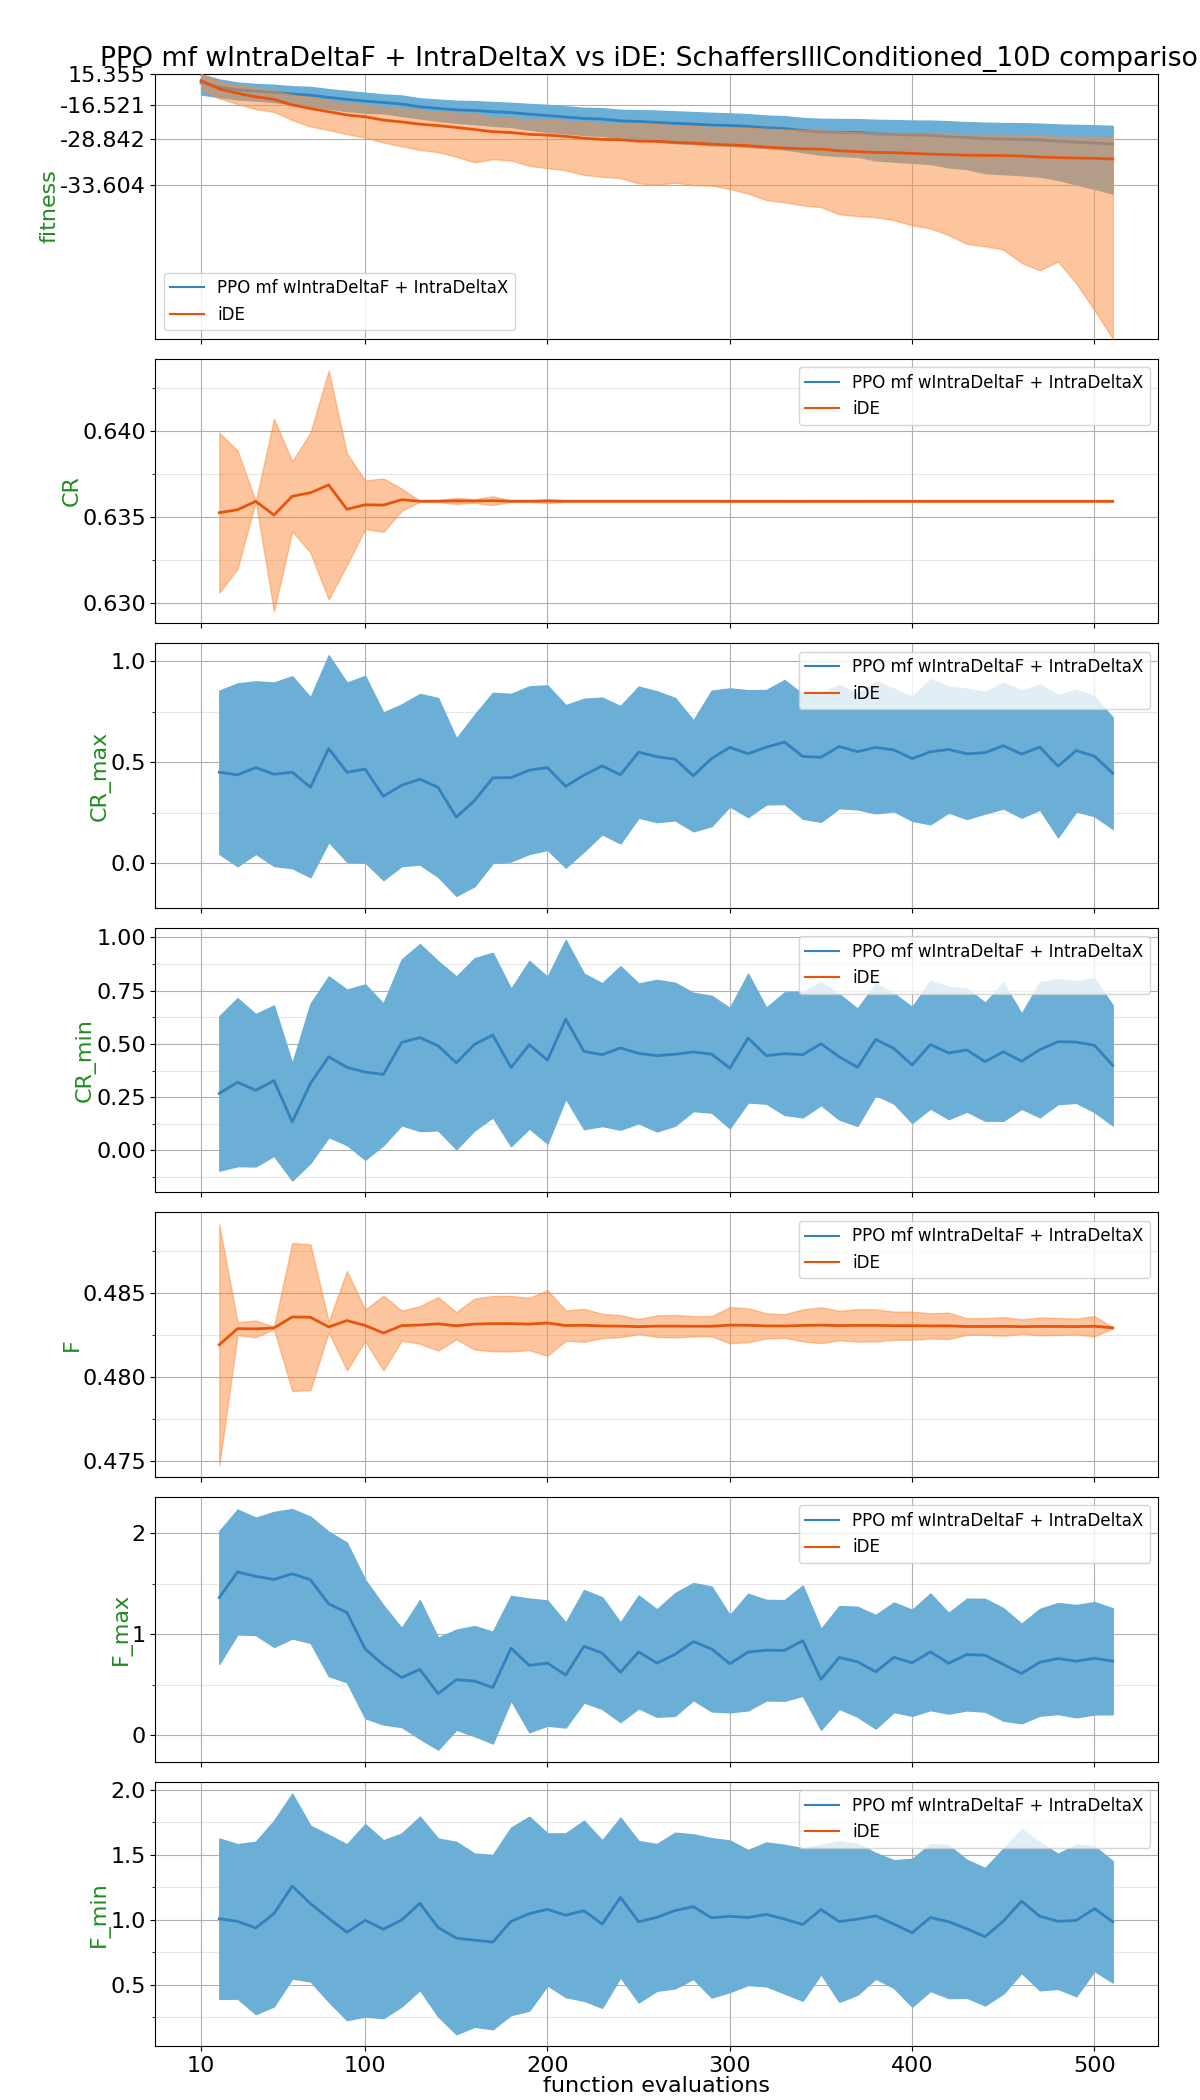 PPO mf wIntraDeltaF + IntraDeltaX vs iDE: SchaffersIllConditioned_10D compariso
15.355
-16.521
-28.842
-33.604
fitness
PPO mf wIntraDeltaF + IntraDeltaX
iDE
0.640
0.635
0.630
CR
PPO mf wIntraDeltaF + IntraDeltaX
iDE
1.0
0.5
0.0
CR_max
PPO mf wIntraDeltaF + IntraDeltaX
iDE
1.00
0.75
0.50
0.25
0.00
CR_min
PPO mf wIntraDeltaF + IntraDeltaX
iDE
0.485
0.480
0.475
F
PPO mf wIntraDeltaF + IntraDeltaX
iDE
2
1
0
F_max
PPO mf wIntraDeltaF + IntraDeltaX
iDE
2.0
1.5
1.0
0.5
F_min
PPO mf wIntraDeltaF + IntraDeltaX
iDE
10 100 200 300 400 500
function evaluations